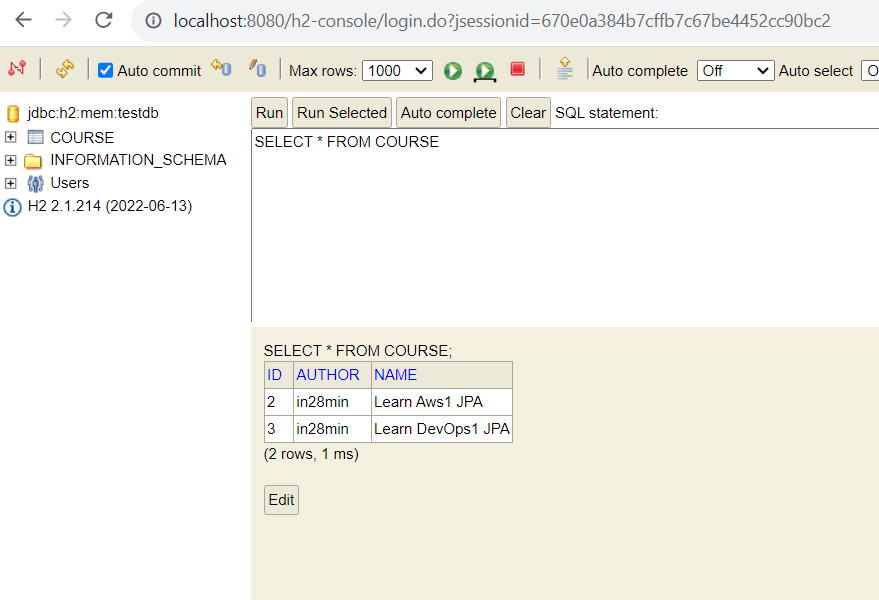 localhost:8080/h2-console/login.do?jsessionid=670e0a384b7cffb7c67be4452cc90bc2
Auto commit Max rows: 1000 Auto complete Off Auto select O
jdbc:h2:mem:testdb
COURSE
INFORMATION_SCHEMA
Users
H2 2.1.214 (2022-06-13)
Run Run Selected Auto complete Clear SQL statement:
SELECT * FROM COURSE
SELECT * FROM COURSE;
ID AUTHOR NAME
2 in28min Learn Aws1 JPA
3 in28min Learn DevOps1 JPA
(2 rows, 1 ms)
Edit